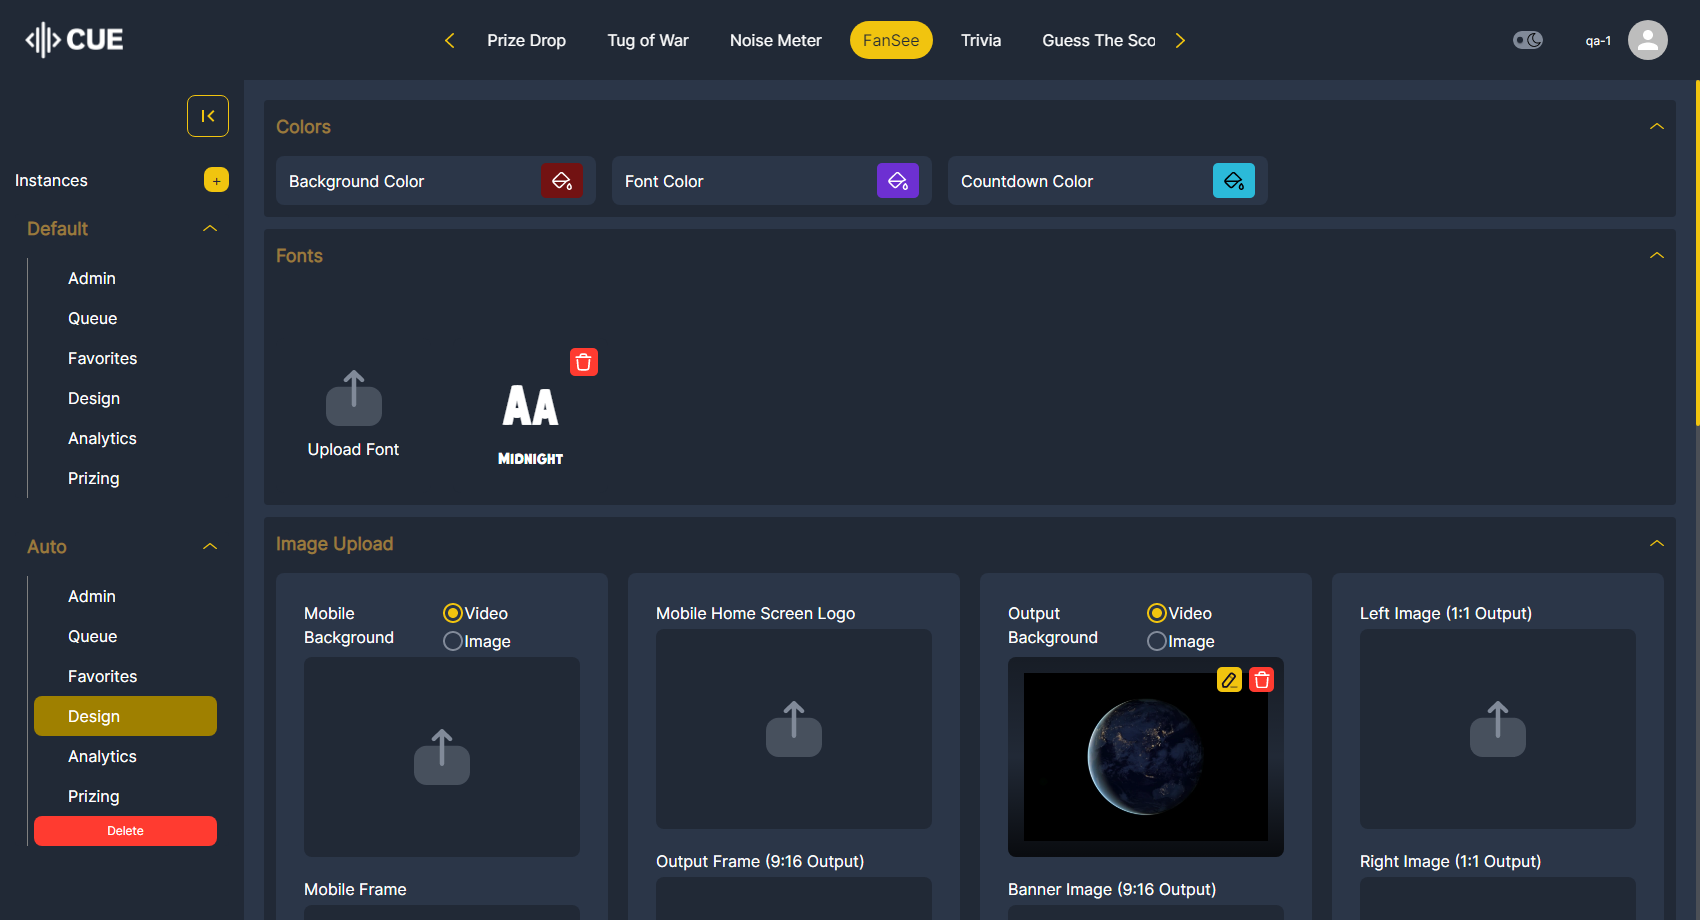 CUE
Prize Drop
Tug of War
Noise Meter
FanSee
Trivia
Guess The Sco
qa-1
Instances
+
Default
Admin
Queue
Favorites
Design
Analytics
Prizing
Auto
Admin
Queue
Favorites
Design
Analytics
Prizing
Delete
Colors
Background Color
Font Color
Countdown Color
Fonts
Upload Font
AA
MIDNIGHT
Image Upload
Mobile
Background
Video
Image
Mobile Frame
Mobile Home Screen Logo
Output Frame (9:16 Output)
Output
Background
Video
Image
Banner Image (9:16 Output)
Left Image (1:1 Output)
Right Image (1:1 Output)